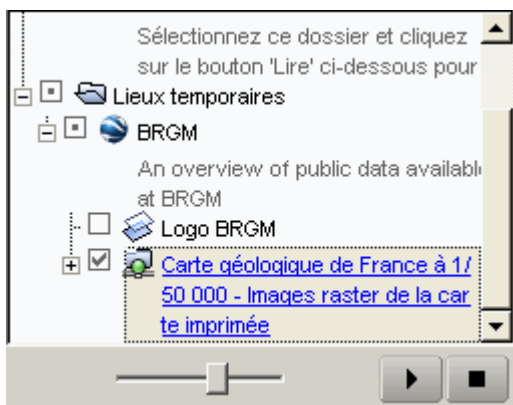 Sélectionnez ce dossier et cliquez
sur le bouton 'Lire' ci-dessous pour
Lieux temporaires
BRGM
An overview of public data availabl
at BRGM
Logo BRGM
Carte géologique de France à 1/
50 000 - Images raster de la car
te imprimée